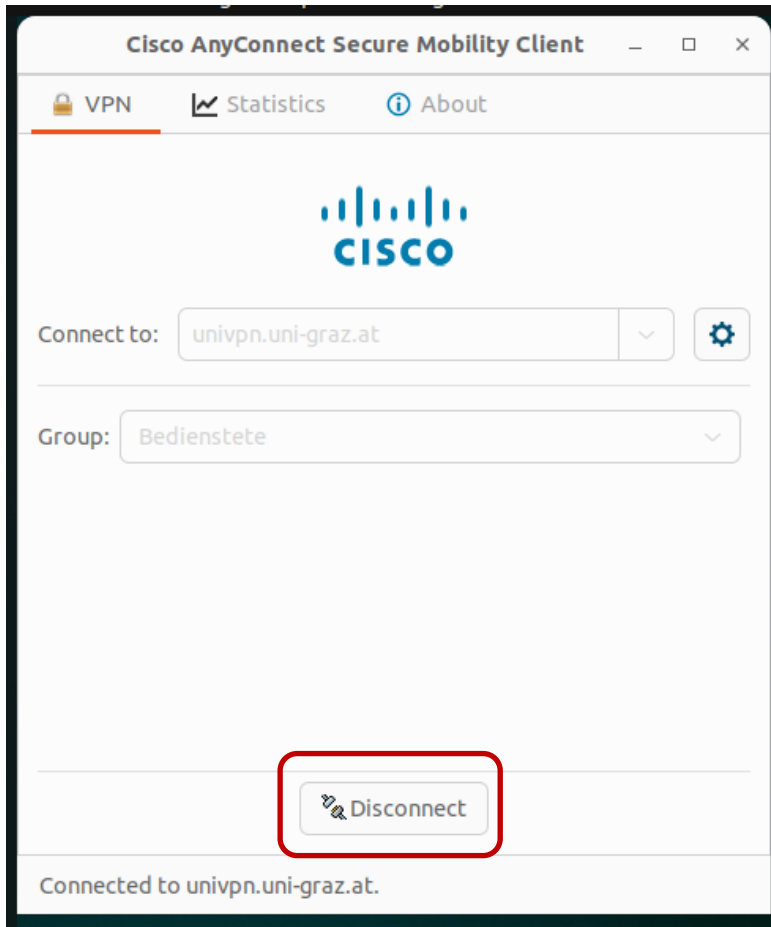 Cisco AnyConnect Secure Mobility Client
VPN
Statistics
About
CISCO
Connect to: univpn.uni-graz.at
Group: Bedienstete
Disconnect
Connected to univpn.uni-graz.at.